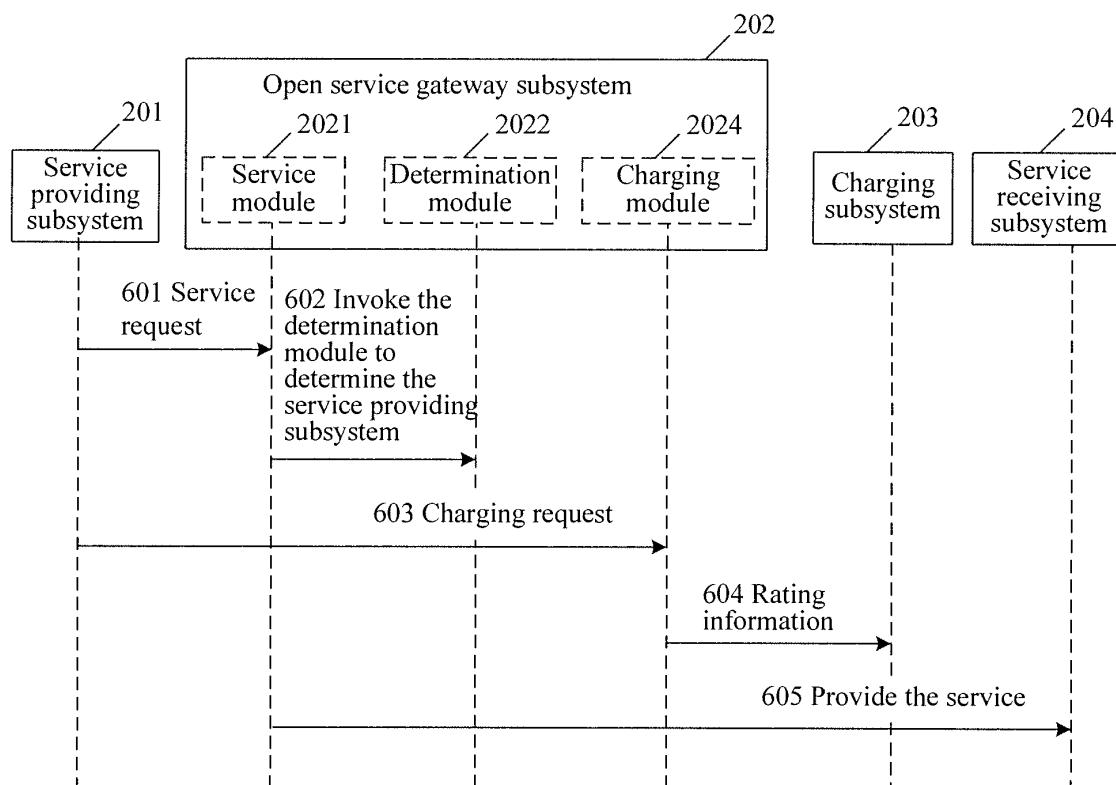 202
Open service gateway subsystem
201
2021
2022
2024
203
204
Service
providing
subsystem
Service
module
Determination
module
Charging
module
Charging
subsystem
Service
receiving
subsystem
601 Service
request
602 Invoke the
determination
module to
determine the
service providing
subsystem
603 Charging request
604 Rating
information
605 Provide the service